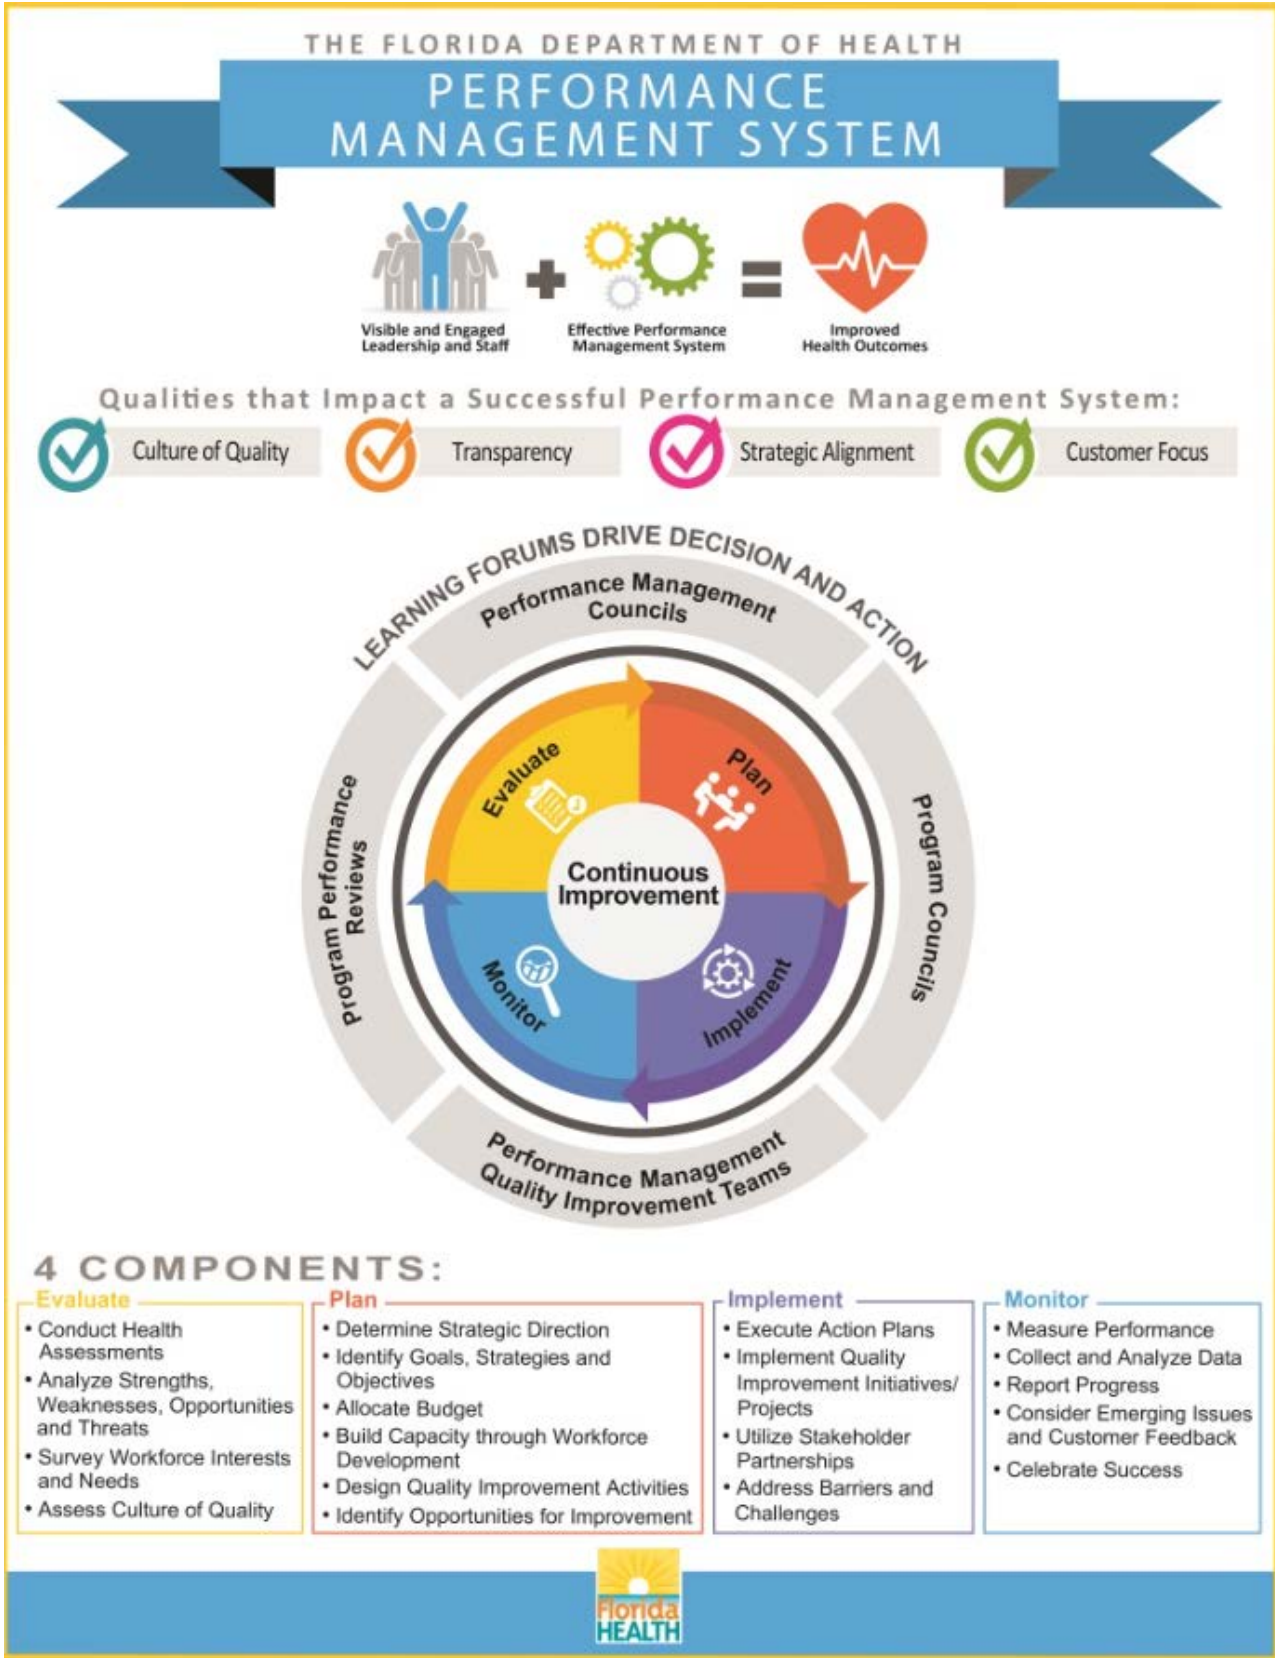 THE FLORIDA DEPARTMENT OF HEALTH
PERFORMANCE
MANAGEMENT SYSTEM
Visible and Engaged
Leadership and Staff
Effective Performance
Management System
Improved
Health Outcomes
Qualities that Impact a Successful Performance Management System:
Culture of Quality
Transparency
Strategic Alignment
Customer Focus
LEARNING FORUMS DRIVE DECISION AND ACTION
Performance Management
Councils
Program Councils
Performance Management
Quality Improvement Teams
Program Performance
Reviews
Evaluate
Plan
Implement
Monitor
Continuous
Improvement
4 COMPONENTS:
Evaluate
• Conduct Health
Assessments
• Analyze Strengths,
Weaknesses, Opportunities
and Threats
• Survey Workforce Interests
and Needs
• Assess Culture of Quality
Plan
• Determine Strategic Direction
• Identify Goals, Strategies and
Objectives
• Allocate Budget
• Build Capacity through Workforce
Development
• Design Quality Improvement Activities
• Identify Opportunities for Improvement
Implement
• Execute Action Plans
• Implement Quality
Improvement Initiatives/
Projects
• Utilize Stakeholder
Partnerships
• Address Barriers and
Challenges
Monitor
• Measure Performance
• Collect and Analyze Data
• Report Progress
• Consider Emerging Issues
and Customer Feedback
• Celebrate Success
Florida
HEALTH